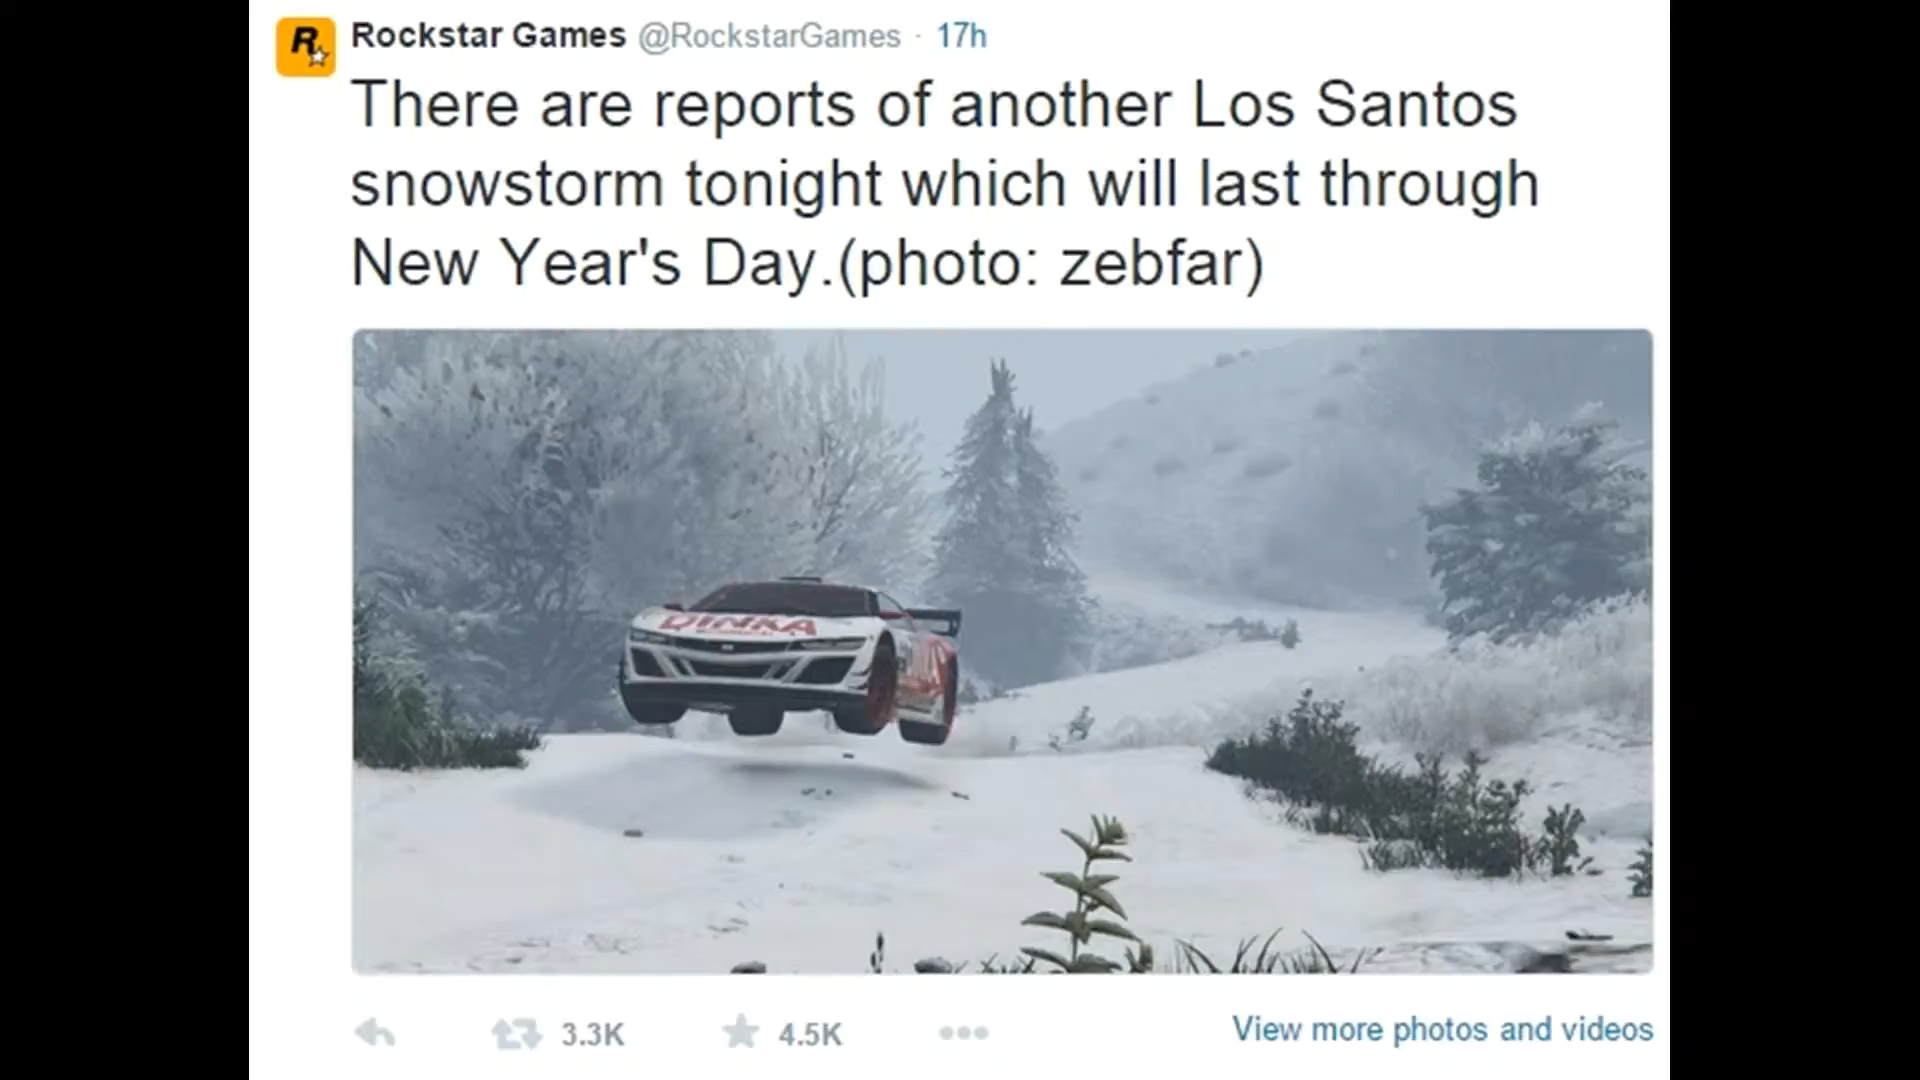 R
Rockstar Games @RockstarGames · 17h
There are reports of another Los Santos
snowstorm tonight which will last through
New Year's Day.(photo: zebfar)
DINKA
3.3K 4.5K View more photos and videos